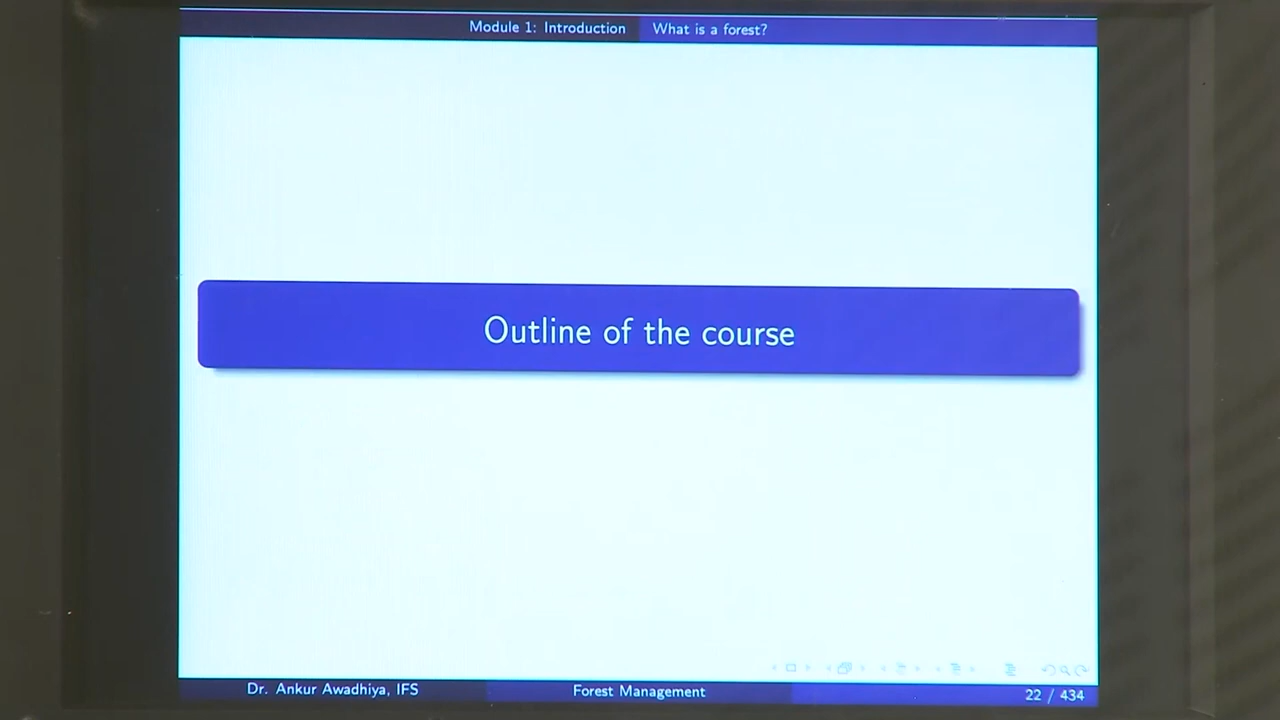 Module 1: Introduction What is a forest?
Outline of the course
Dr. Ankur Awadhiya, IFS Forest Management 22 / 434